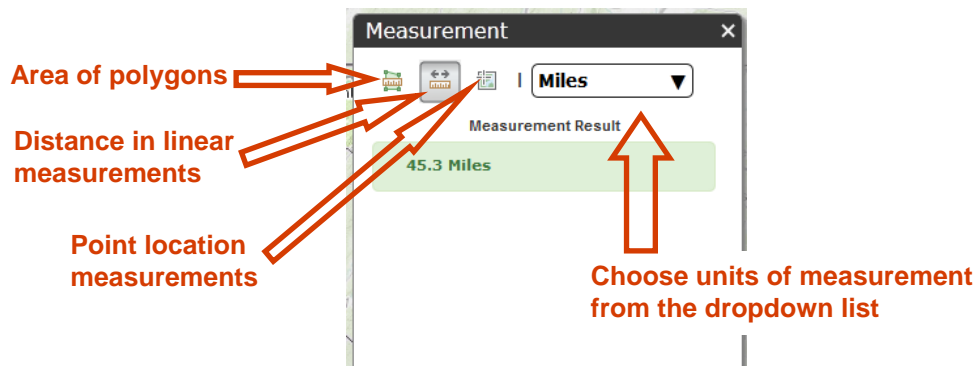 Measurement ×
Area of polygons
| Miles ▼
Distance in linear
measurements
Measurement Result
45.3 Miles
Point location
measurements
Choose units of measurement
from the dropdown list